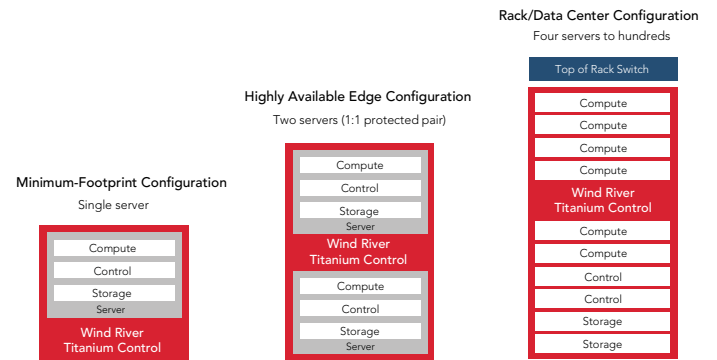 Minimum-Footprint Configuration
Single server
Compute
Control
Storage
Server
Wind River
Titanium Control
Highly Available Edge Configuration
Two servers (1:1 protected pair)
Compute
Control
Storage
Server
Wind River
Titanium Control
Compute
Control
Storage
Server
Rack/Data Center Configuration
Four servers to hundreds
Top of Rack Switch
Compute
Compute
Compute
Compute
Wind River
Titanium Control
Compute
Compute
Control
Control
Storage
Storage